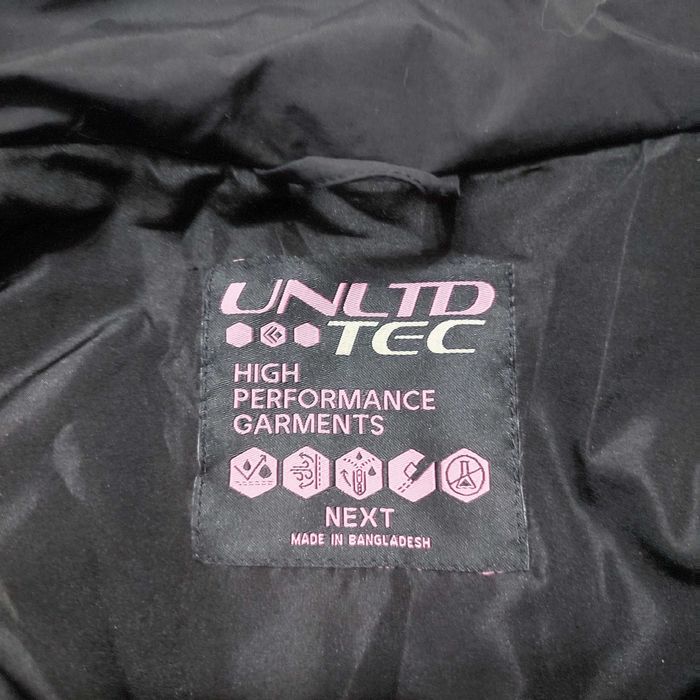 UNLTD
TEC
HIGH
PERFORMANCE
GARMENTS
NEXT
MADE IN BANGLADESH